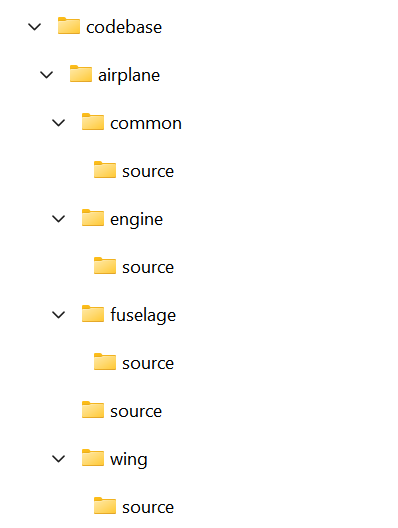 codebase
airplane
common
source
engine
source
fuselage
source
source
wing
source